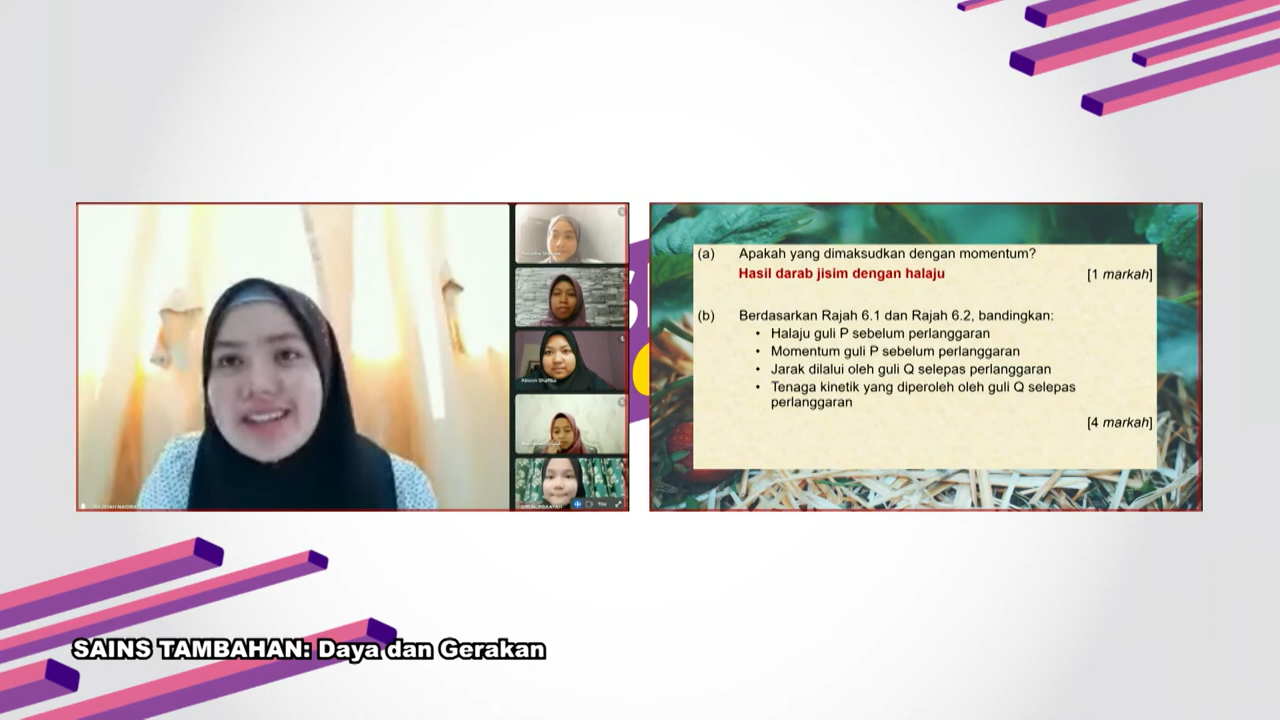 (a) Apakah yang dimaksudkan dengan momentum?
Hasil darab jisim dengan halaju
[1 markah]
(b) Berdasarkan Rajah 6.1 dan Rajah 6.2, bandingkan:
• Halaju guli P sebelum perlanggaran
• Momentum guli P sebelum perlanggaran
• Jarak dilalui oleh guli Q selepas perlanggaran
• Tenaga kinetik yang diperoleh oleh guli Q selepas
perlanggaran
[4 markah]
SAINS TAMBAHAN: Daya dan Gerakan